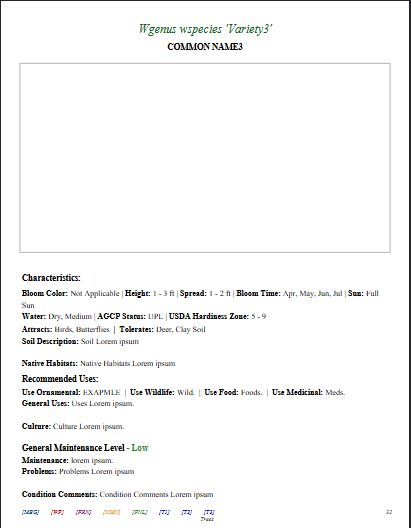 Wgenus wspecies 'Variety3'
COMMON NAME3
Characteristics:
Bloom Color: Not Applicable | Height: 1 - 3 ft | Spread: 1 - 2 ft | Bloom Time: Apr, May, Jun, Jul | Sun: Full
Sun
Water: Dry, Medium | AGCP Status: UPL | USDA Hardiness Zone: 5 - 9
Attracts: Birds, Butterflies | Tolerates: Deer, Clay Soil
Soil Description: Soil Lorem ipsum
Native Habitats: Native Habitats Lorem ipsum
Recommended Uses:
Use Ornamental: EXAPMLE | Use Wildlife: Wild. | Use Food: Foods. | Use Medicinal: Meds.
General Uses: Uses Lorem ipsum.
Culture: Culture Lorem ipsum.
General Maintenance Level - Low
Maintenance: lorem ipsum.
Problems: Problems Lorem ipsum
Condition Comments: Condition Comments Lorem ipsum
[MBG] [WF] [PRN] [NMN] [PNL] [T1] [T2] [T3] 32
Trees